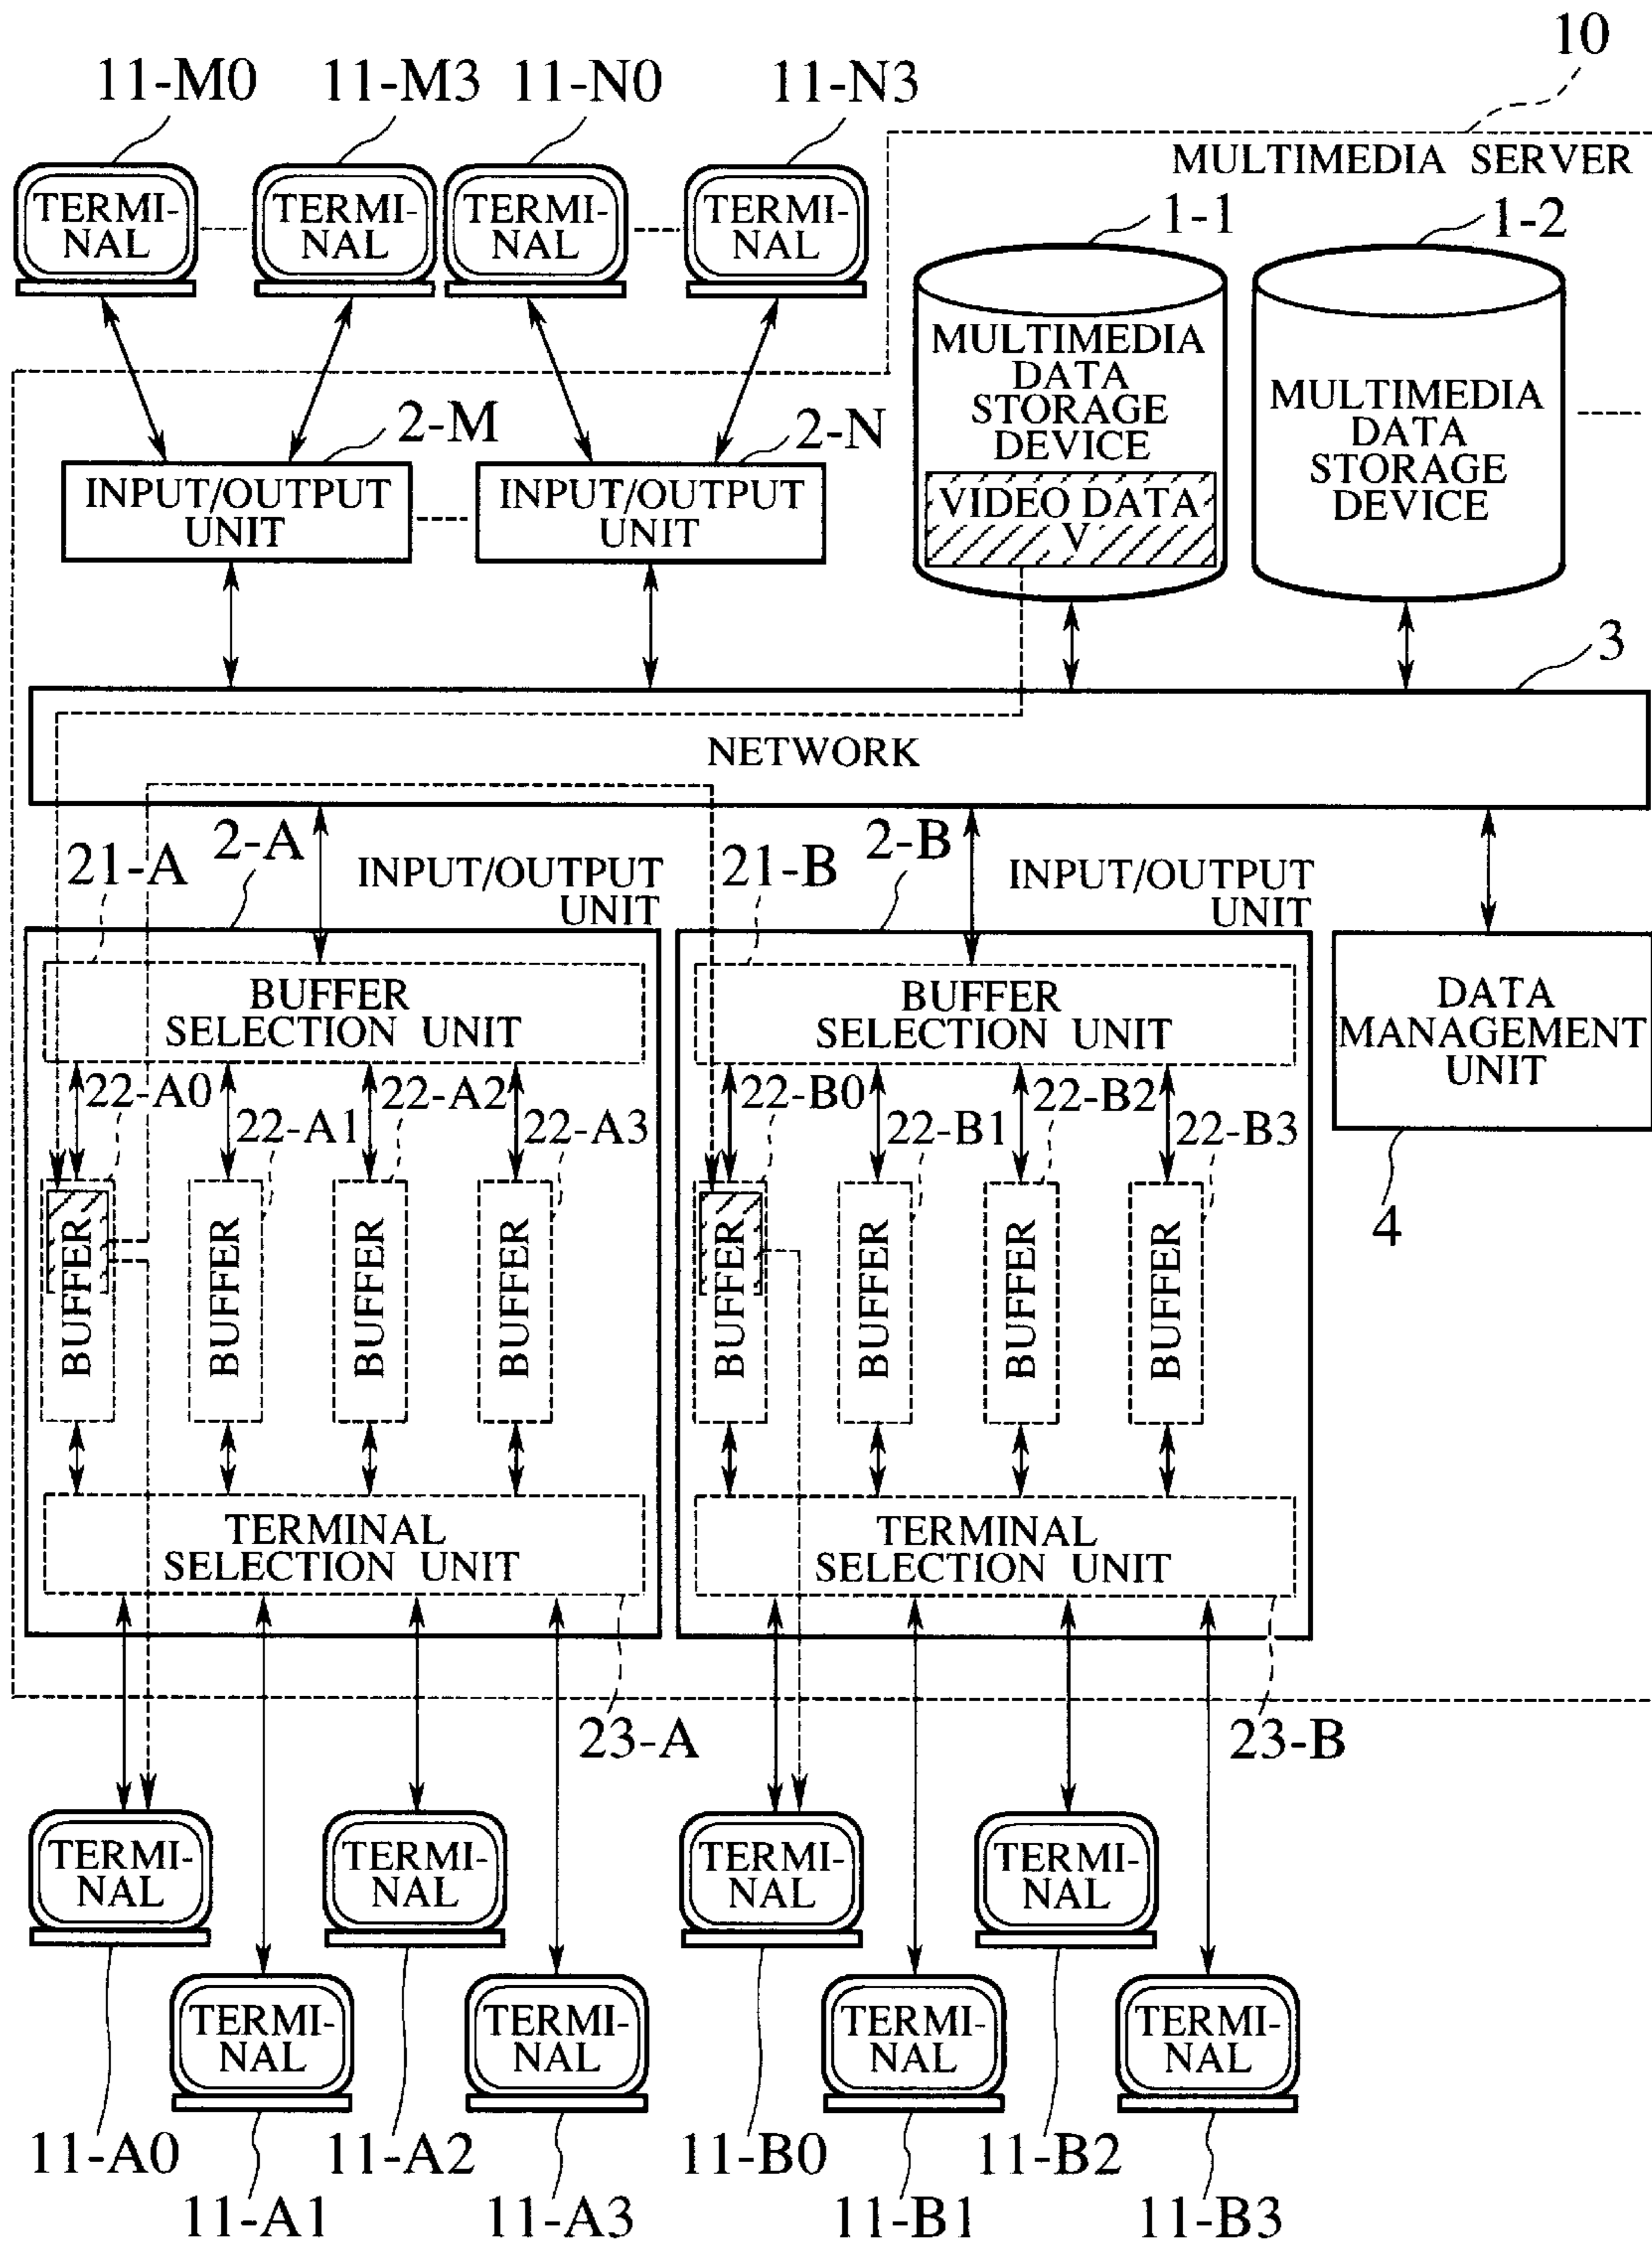 10
11-M0 11-M3 11-N0 11-N3
MULTIMEDIA SERVER
TERMI-
NAL
TERMI-
NAL
TERMI-
NAL
TERMI-
NAL
1-1
1-2
MULTIMEDIA
DATA
STORAGE
DEVICE
VIDEO DATA
V
MULTIMEDIA
DATA
STORAGE
DEVICE
2-M
2-N
INPUT/OUTPUT
UNIT
INPUT/OUTPUT
UNIT
3
NETWORK
21-A
2-A
INPUT/OUTPUT
UNIT
21-B
2-B
INPUT/OUTPUT
UNIT
BUFFER
SELECTION UNIT
BUFFER
SELECTION UNIT
DATA
MANAGEMENT
UNIT
4
22-A0
22-A1
22-A2
22-A3
22-B0
22-B1
22-B2
22-B3
BUFFER
BUFFER
BUFFER
BUFFER
BUFFER
BUFFER
BUFFER
BUFFER
TERMINAL
SELECTION UNIT
TERMINAL
SELECTION UNIT
23-A
23-B
TERMI-
NAL
TERMI-
NAL
TERMI-
NAL
TERMI-
NAL
TERMI-
NAL
TERMI-
NAL
TERMI-
NAL
TERMI-
NAL
11-A0
11-A2
11-B0
11-B2
11-A1
11-A3
11-B1
11-B3